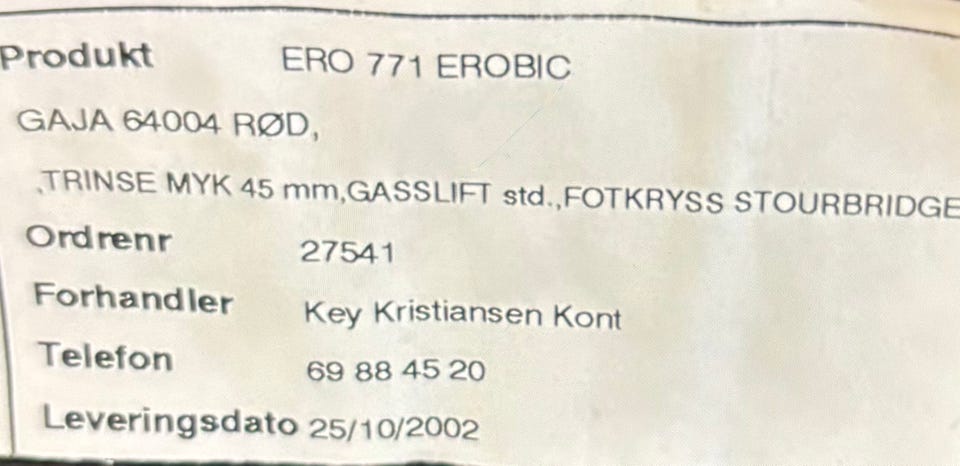 Produkt ERO 771 EROBIC
GAJA 64004 RØD,
,TRINSE MYK 45 mm,GASSLIFT std.,FOTKRYSS STOURBRIDGE
Ordrenr 27541
Forhandler Key Kristiansen Kont
Telefon 69 88 45 20
Leveringsdato 25/10/2002